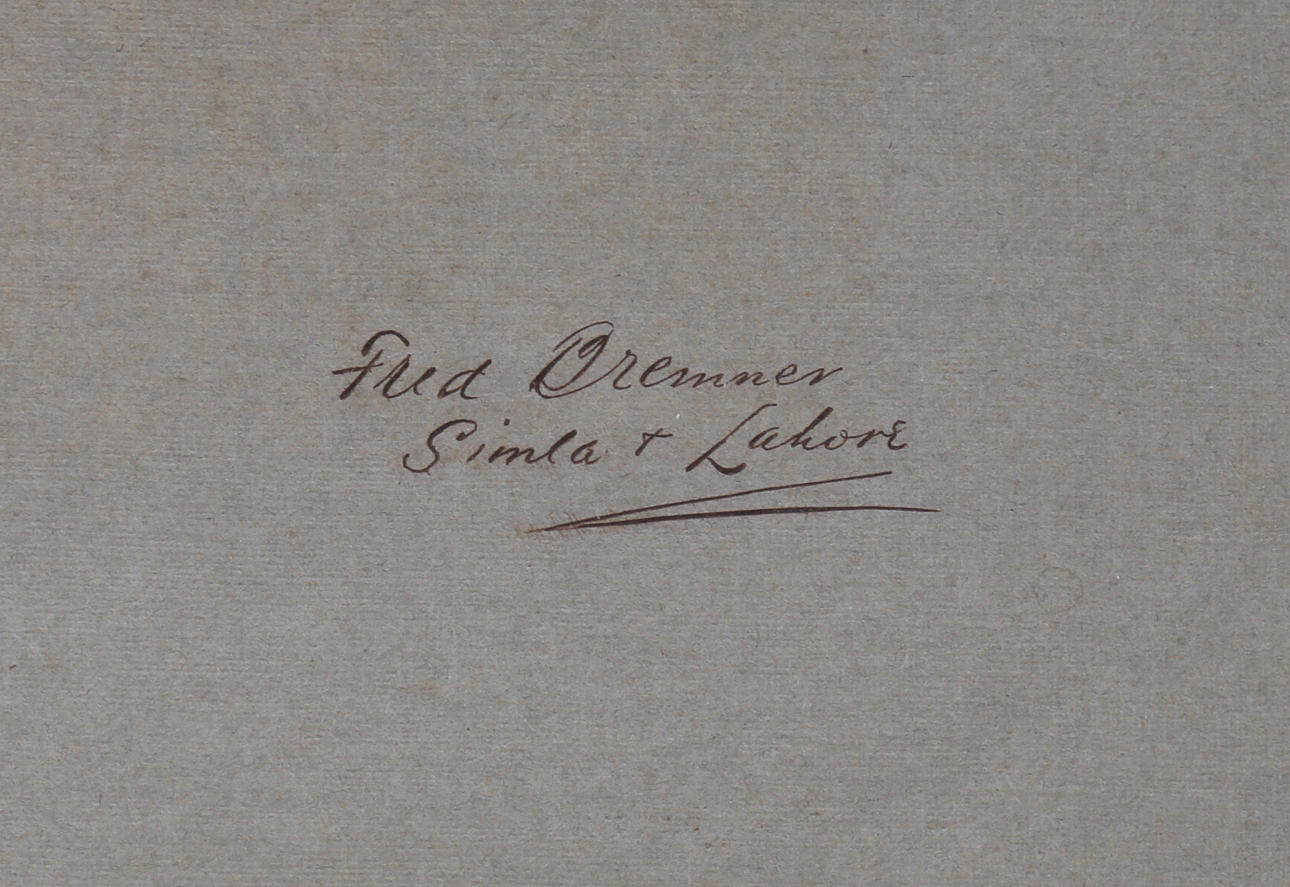 Fred Bremner
Simla + Lahore